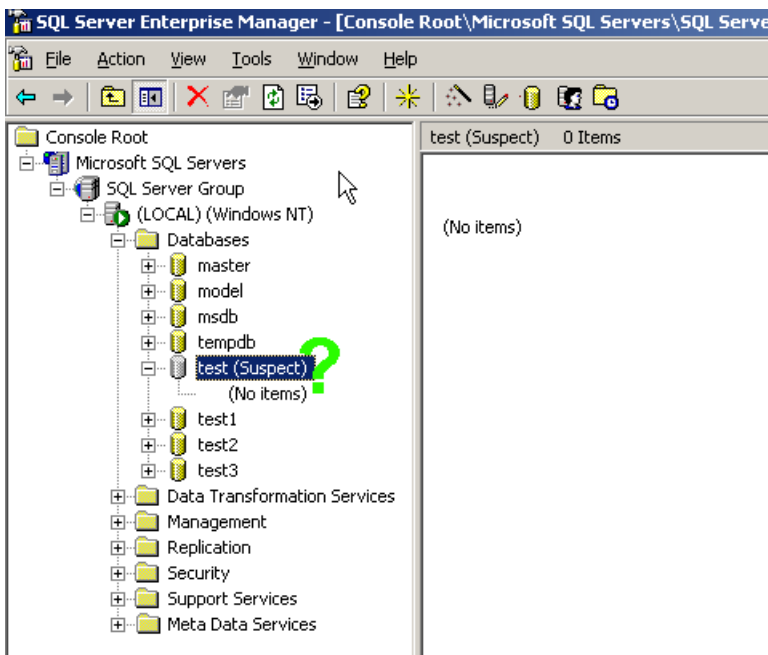 SQL Server Enterprise Manager - [Console Root\Microsoft SQL Servers\SQL Serve
File Action View Tools Window Help
Console Root
Microsoft SQL Servers
SQL Server Group
(LOCAL) (Windows NT)
Databases
master
model
msdb
tempdb
test (Suspect)
?
(No items)
test1
test2
test3
Data Transformation Services
Management
Replication
Security
Support Services
Meta Data Services
test (Suspect) 0 Items
(No items)